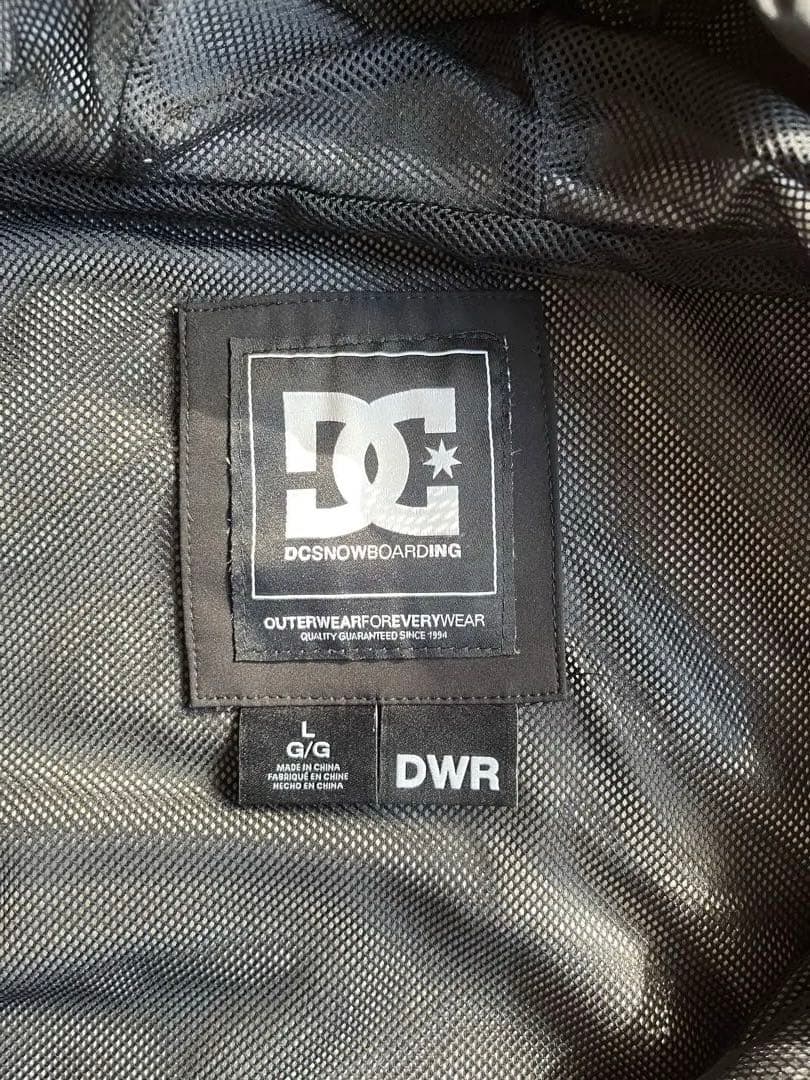 DC
DCSNOWBOARDING
OUTERWEARFOREVERYWEAR
QUALITY GUARANTEED SINCE 1994
L
G/G
MADE IN CHINA
FABRIQUÉ EN CHINE
HECHO EN CHINA
DWR